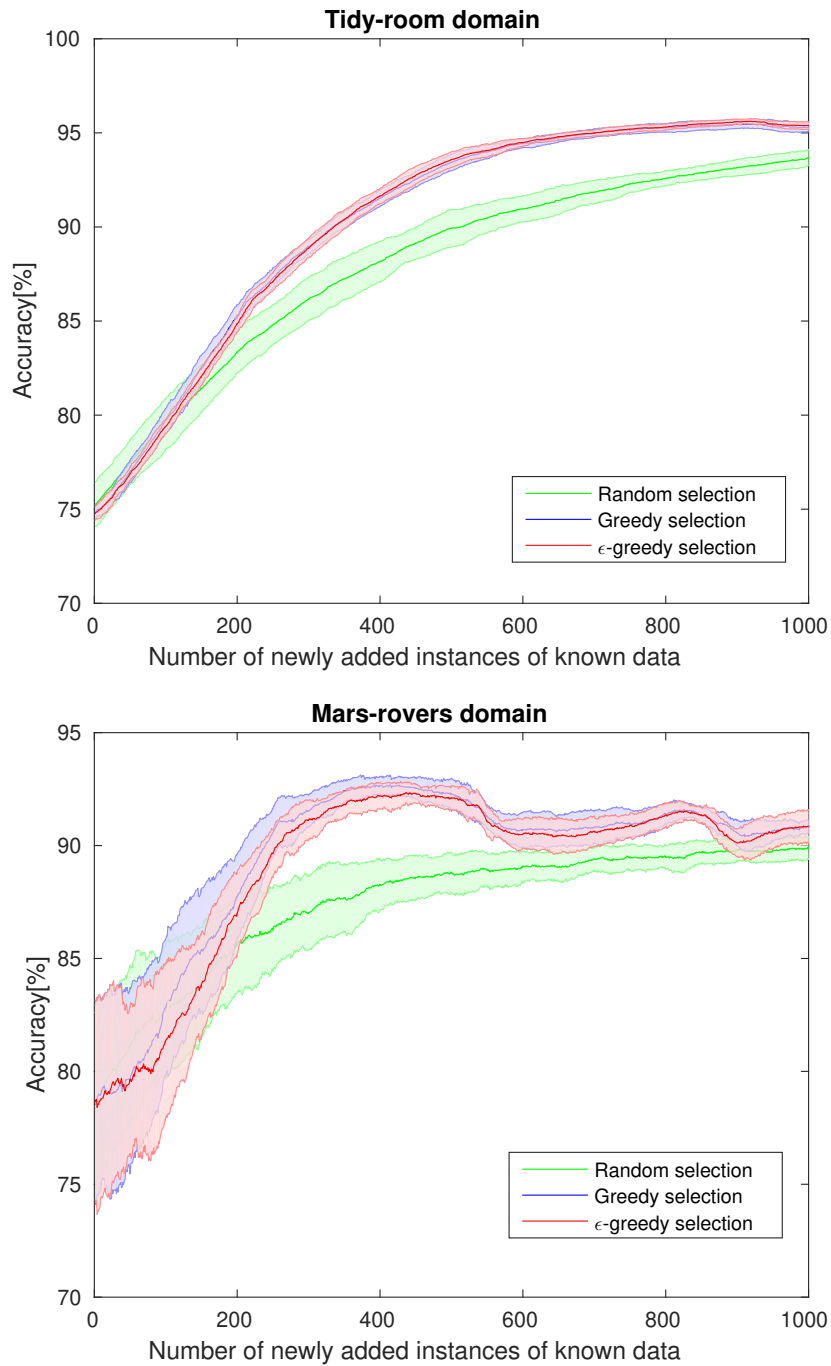 Tidy-room domain
100
95
90
85
80
75
70
Accuracy[%]
Random selection
Greedy selection
ϵ-greedy selection
0 200 400 600 800 1000
Number of newly added instances of known data
Mars-rovers domain
95
90
85
80
75
70
Accuracy[%]
Random selection
Greedy selection
ϵ-greedy selection
0 200 400 600 800 1000
Number of newly added instances of known data